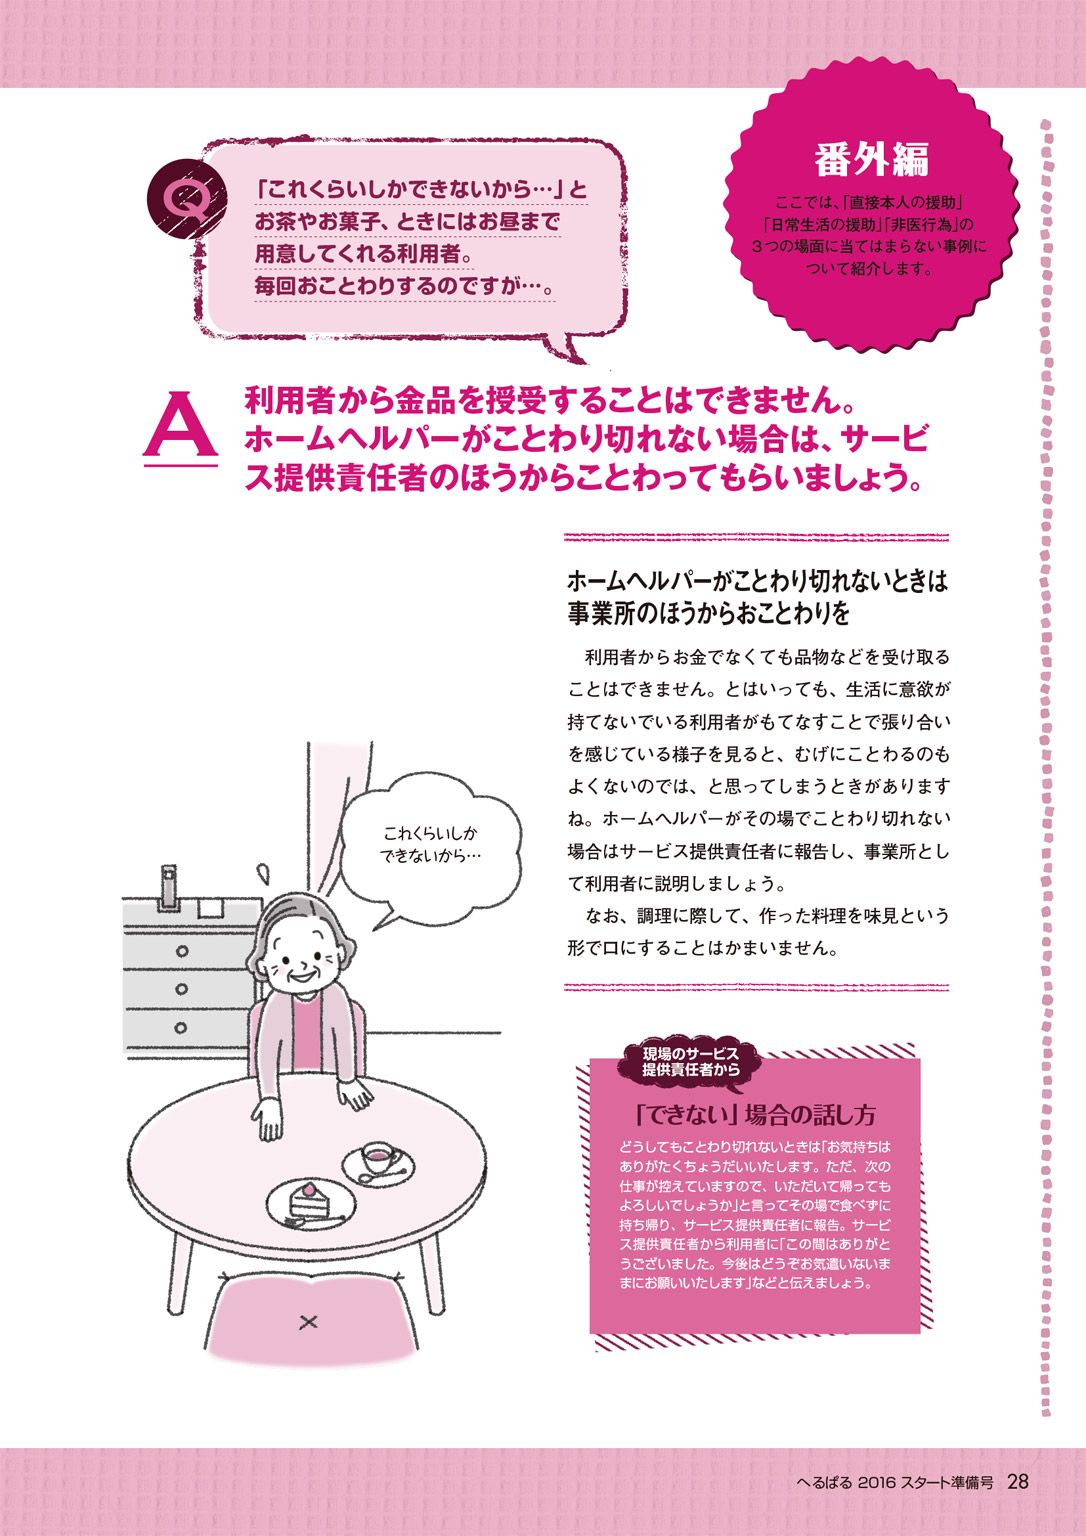 番外編
ここでは、「直接本人の援助」
「日常生活の援助」「非医行為」の
3つの場面に当てはまらない事例に
ついて紹介します。
Q
「これくらいしかできないから…」と
お茶やお菓子、ときにはお昼まで
用意してくれる利用者。
毎回おことわりするのですが…。
A
利用者から金品を授受することはできません。
ホームヘルパーがことわり切れない場合は、サービ
ス提供責任者のほうからことわってもらいましょう。
ホームヘルパーがことわり切れないときは
事業所のほうからおことわりを
利用者からお金でなくても品物などを受け取る
ことはできません。とはいっても、生活に意欲が
持てないでいる利用者がもてなすことで張り合い
を感じている様子を見ると、むげにことわるのも
よくないのでは、と思ってしまうときがあります
ね。ホームヘルパーがその場でことわり切れない
場合はサービス提供責任者に報告し、事業所とし
て利用者に説明しましょう。
なお、調理に際して、作った料理を味見という
形で口にすることはかまいません。
これくらいしか
できないから…
現場のサービス
提供責任者から
「できない」場合の話し方
どうしてもことわり切れないときは「お気持ちは
ありがたくちょうだいいたします。ただ、次の
仕事が控えていますので、いただいて帰っても
よろしいでしょうか」と言ってその場で食べずに
持ち帰り、サービス提供責任者に報告。サービ
ス提供責任者から利用者に「この間はありがと
うございました。今後はどうぞお気遣いないま
まにお願いいたします」などと伝えましょう。
へるぱる 2016 スタート準備号 28